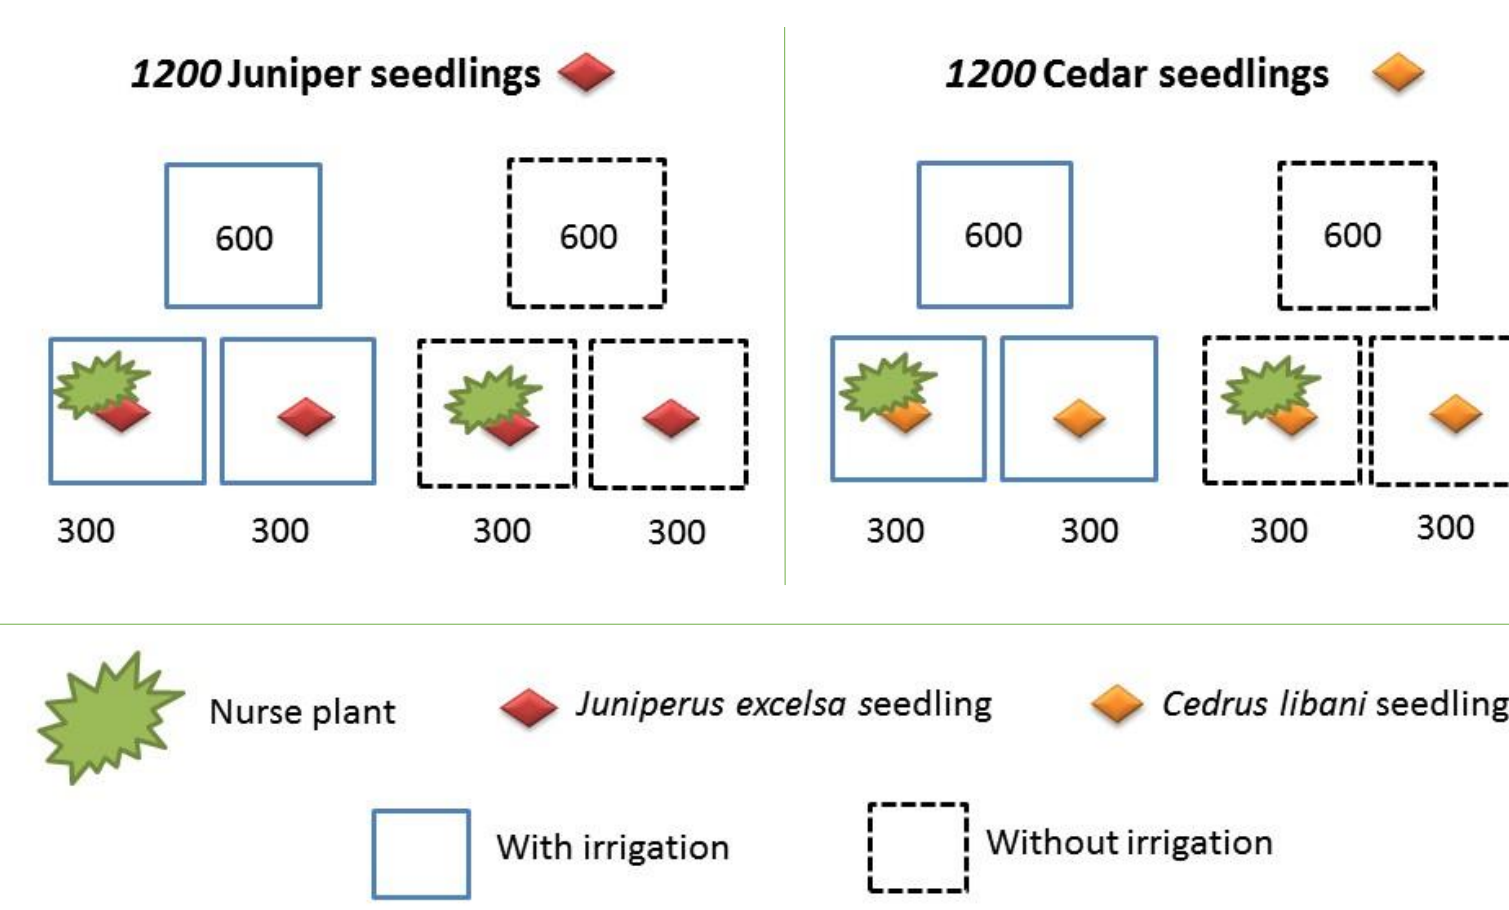 1200 Juniper seedlings
1200 Cedar seedlings
600
600
600
600
300
300
300
300
300
300
300
300
Nurse plant
Juniperus excelsa seedling
Cedrus libani seedling
With irrigation
Without irrigation